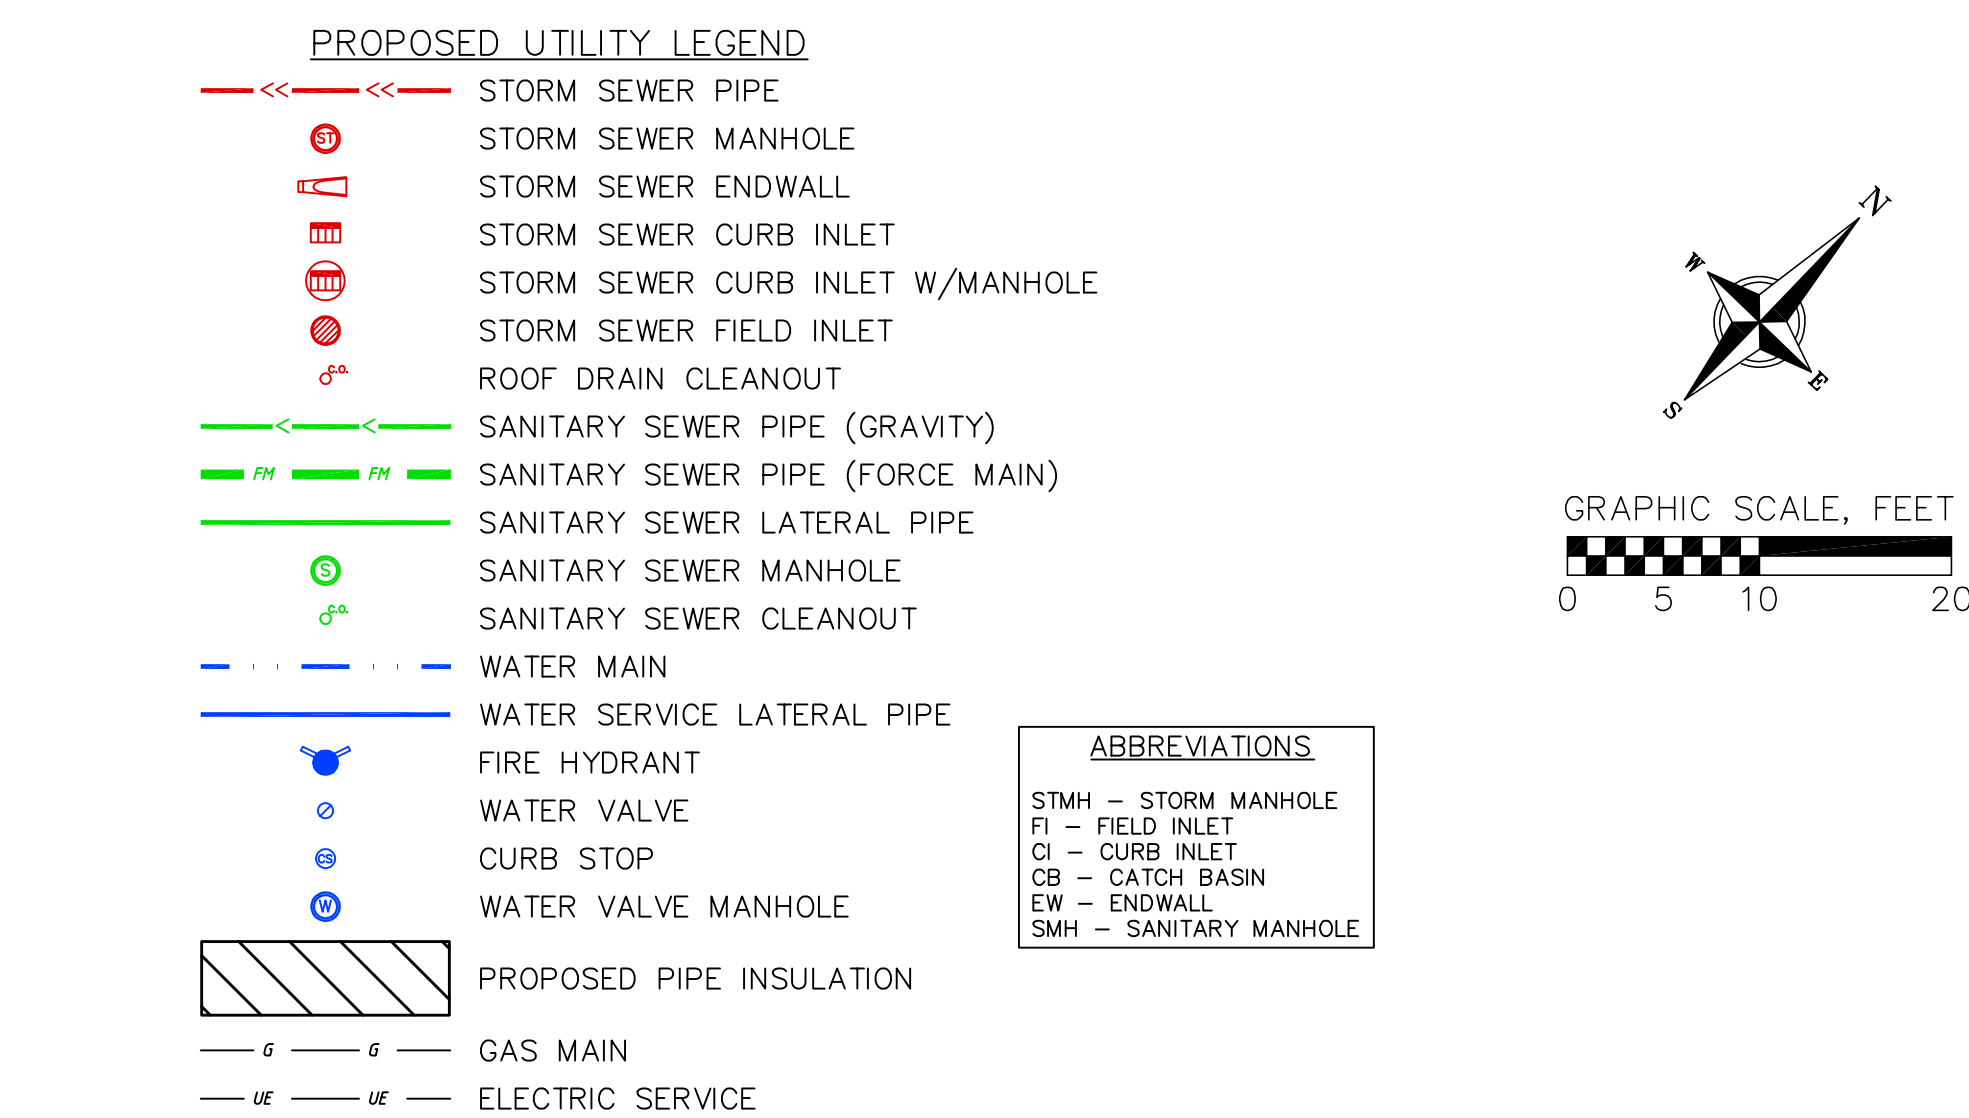 PROPOSED UTILITY LEGEND
<< << STORM SEWER PIPE
ST STORM SEWER MANHOLE
STORM SEWER ENDWALL
STORM SEWER CURB INLET
STORM SEWER CURB INLET W/MANHOLE
STORM SEWER FIELD INLET
C.O. ROOF DRAIN CLEANOUT
< < SANITARY SEWER PIPE (GRAVITY)
FM FM SANITARY SEWER PIPE (FORCE MAIN)
SANITARY SEWER LATERAL PIPE
S SANITARY SEWER MANHOLE
C.O. SANITARY SEWER CLEANOUT
WATER MAIN
WATER SERVICE LATERAL PIPE
FIRE HYDRANT
WATER VALVE
CS CURB STOP
W WATER VALVE MANHOLE
PROPOSED PIPE INSULATION
G G GAS MAIN
UE UE ELECTRIC SERVICE
ABBREVIATIONS
STMH – STORM MANHOLE
FI – FIELD INLET
CI – CURB INLET
CB – CATCH BASIN
EW – ENDWALL
SMH – SANITARY MANHOLE
N
W
E
S
GRAPHIC SCALE, FEET
0 5 10 20